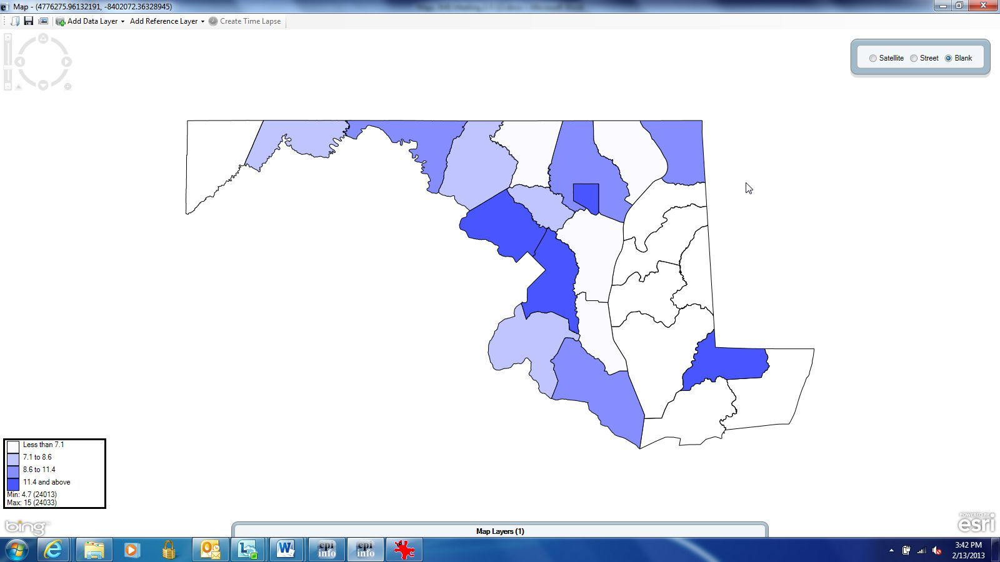 ei Map - (4776275.96132191, -8402072.36328945)
Add Data Layer Add Reference Layer Create Time Lapse
Satellite Street Blank
Less than 7.1
7.1 to 8.6
8.6 to 11.4
11.4 and above
Min: 4.7 (24013)
Max: 15 (24033)
bing
POWERED BY
esri
Map Layers (1)
W epi info epi info
3:42 PM
2/13/2013